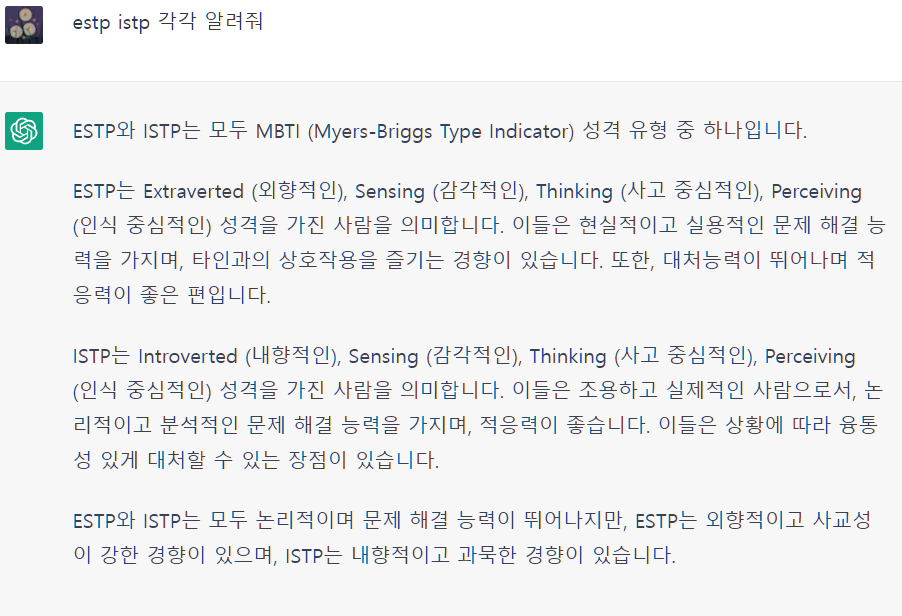 estp istp 각각 알려줘
ESTP와 ISTP는 모두 MBTI (Myers-Briggs Type Indicator) 성격 유형 중 하나입니다.
ESTP는 Extraverted (외향적인), Sensing (감각적인), Thinking (사고 중심적인), Perceiving
(인식 중심적인) 성격을 가진 사람을 의미합니다. 이들은 현실적이고 실용적인 문제 해결 능
력을 가지며, 타인과의 상호작용을 즐기는 경향이 있습니다. 또한, 대처능력이 뛰어나며 적
응력이 좋은 편입니다.
ISTP는 Introverted (내향적인), Sensing (감각적인), Thinking (사고 중심적인), Perceiving
(인식 중심적인) 성격을 가진 사람을 의미합니다. 이들은 조용하고 실제적인 사람으로서, 논
리적이고 분석적인 문제 해결 능력을 가지며, 적응력이 좋습니다. 이들은 상황에 따라 융통
성 있게 대처할 수 있는 장점이 있습니다.
ESTP와 ISTP는 모두 논리적이며 문제 해결 능력이 뛰어나지만, ESTP는 외향적이고 사교성
이 강한 경향이 있으며, ISTP는 내향적이고 과묵한 경향이 있습니다.